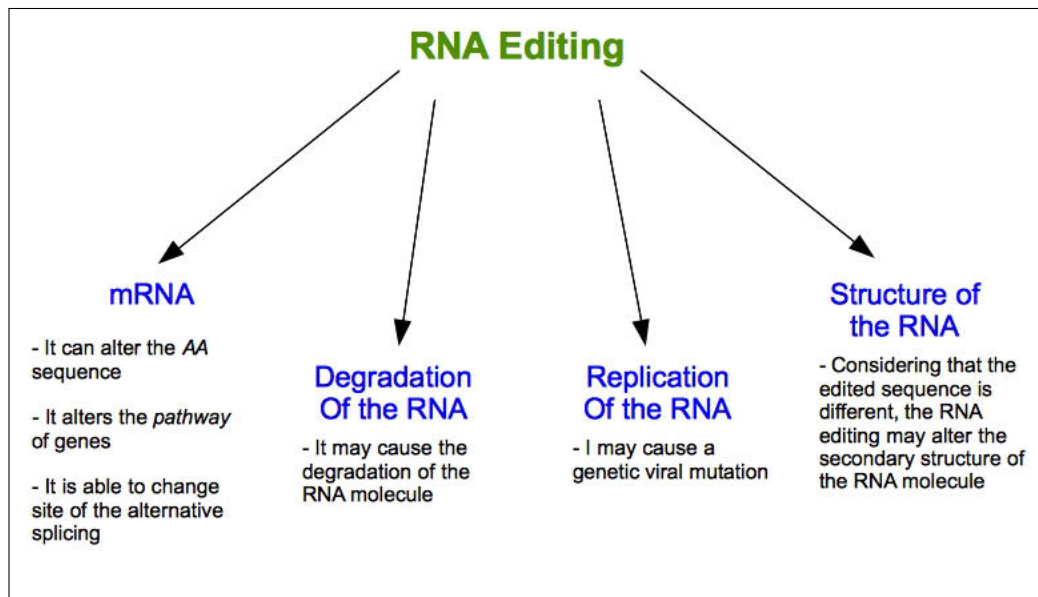 RNA Editing
mRNA
- It can alter the AA
sequence
- It alters the pathway
of genes
- It is able to change
site of the alternative
splicing
Degradation
Of the RNA
- It may cause the
degradation of the
RNA molecule
Replication
Of the RNA
- I may cause a
genetic viral mutation
Structure of
the RNA
- Considering that the
edited sequence is
different, the RNA
editing may alter the
secondary structure of
the RNA molecule